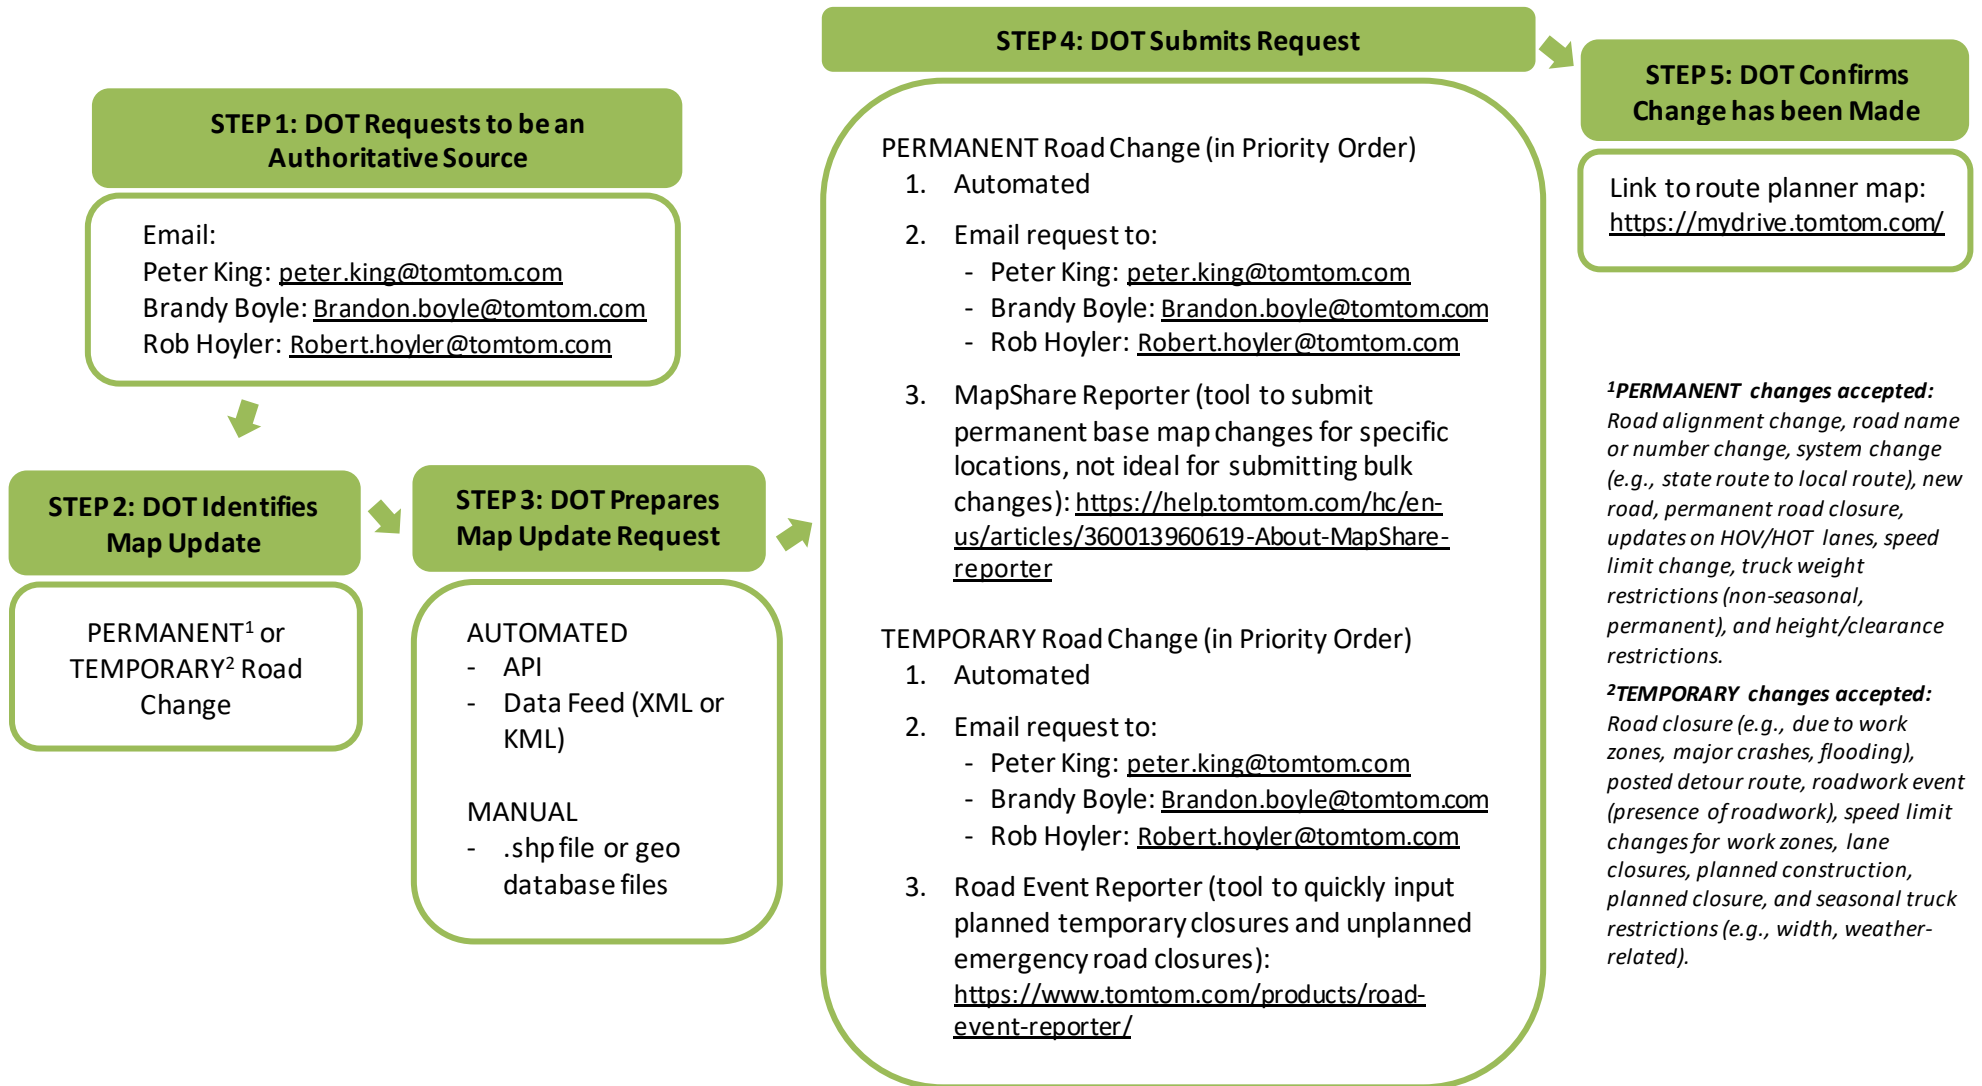 STEP 1: DOT Requests to be an
Authoritative Source
Email:
Peter King: peter.king@tomtom.com
Brandy Boyle: Brandon.boyle@tomtom.com
Rob Hoyler: Robert.hoyler@tomtom.com
STEP 2: DOT Identifies
Map Update
PERMANENT¹ or
TEMPORARY² Road
Change
STEP 3: DOT Prepares
Map Update Request
AUTOMATED
- API
- Data Feed (XML or
KML)
MANUAL
- .shp file or geo
database files
STEP 4: DOT Submits Request
PERMANENT Road Change (in Priority Order)
1. Automated
2. Email request to:
- Peter King: peter.king@tomtom.com
- Brandy Boyle: Brandon.boyle@tomtom.com
- Rob Hoyler: Robert.hoyler@tomtom.com
3. MapShare Reporter (tool to submit
permanent base map changes for specific
locations, not ideal for submitting bulk
changes): https://help.tomtom.com/hc/en-
us/articles/360013960619-About-MapShare-
reporter
TEMPORARY Road Change (in Priority Order)
1. Automated
2. Email request to:
- Peter King: peter.king@tomtom.com
- Brandy Boyle: Brandon.boyle@tomtom.com
- Rob Hoyler: Robert.hoyler@tomtom.com
3. Road Event Reporter (tool to quickly input
planned temporary closures and unplanned
emergency road closures):
https://www.tomtom.com/products/road-
event-reporter/
STEP 5: DOT Confirms
Change has been Made
Link to route planner map:
https://mydrive.tomtom.com/
¹PERMANENT changes accepted:
Road alignment change, road name
or number change, system change
(e.g., state route to local route), new
road, permanent road closure,
updates on HOV/HOT lanes, speed
limit change, truck weight
restrictions (non-seasonal,
permanent), and height/clearance
restrictions.
²TEMPORARY changes accepted:
Road closure (e.g., due to work
zones, major crashes, flooding),
posted detour route, roadwork event
(presence of roadwork), speed limit
changes for work zones, lane
closures, planned construction,
planned closure, and seasonal truck
restrictions (e.g., width, weather-
related).